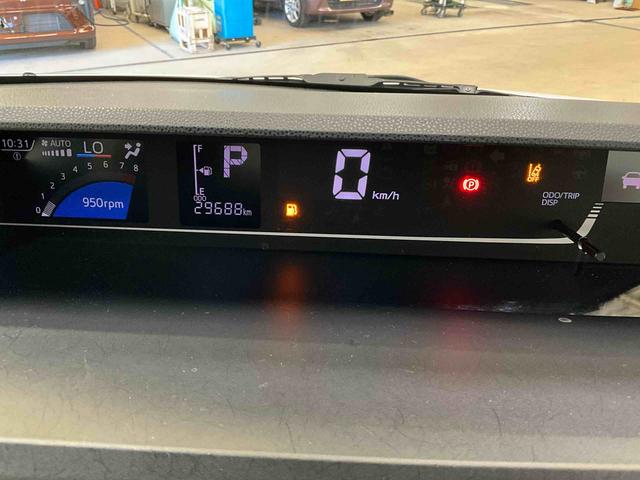 10:31 AUTO LO
8
7
6
5
4
3
2
1
0
950rpm
F
P
E
ODO
29688km
0 km/h
P
OFF
ODO/TRIP
DISP